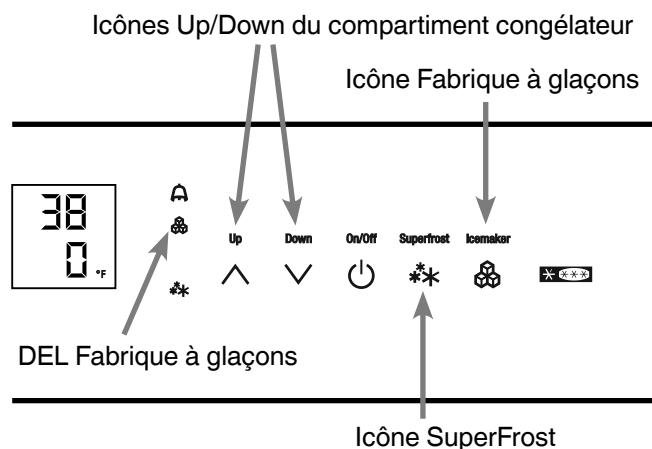 Icônes Up/Down du compartiment congélateur
Icône Fabrique à glaçons
38
0 °F
Up Down On/Off Superfrost Icemaker
DEL Fabrique à glaçons
Icône SuperFrost